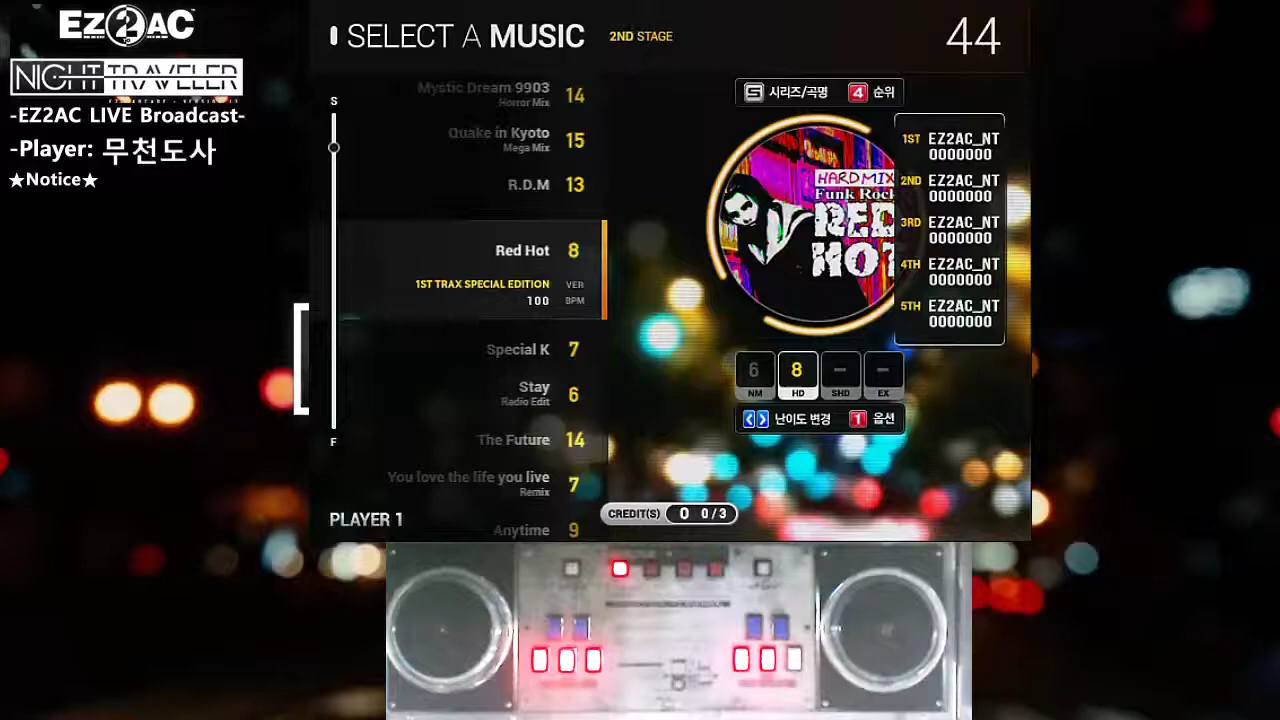 EZ2AC™
NIGHT TRAVELER
-EZ2AC LIVE Broadcast-
-Player: 무천도사
★Notice★
SELECT A MUSIC
2ND STAGE
44
S
F
Mystic Dream 9903 14
Horror Mix
Quake in Kyoto 15
Mega Mix
R.D.M 13
Red Hot 8
1ST TRAX SPECIAL EDITION VER
100 BPM
Special K 7
Stay 6
Radio Edit
The Future 14
You love the life you live 7
Remix
Anytime 9
PLAYER 1
5 시리즈/곡명 4 순위
HARD MIX
Funk Rock
RED
HOT
1ST EZ2AC_NT
0000000
2ND EZ2AC_NT
0000000
3RD EZ2AC_NT
0000000
4TH EZ2AC_NT
0000000
5TH EZ2AC_NT
0000000
6 8 - -
NM HD SHD EX
난이도 변경 1 옵션
CREDIT(S) 0 0/3